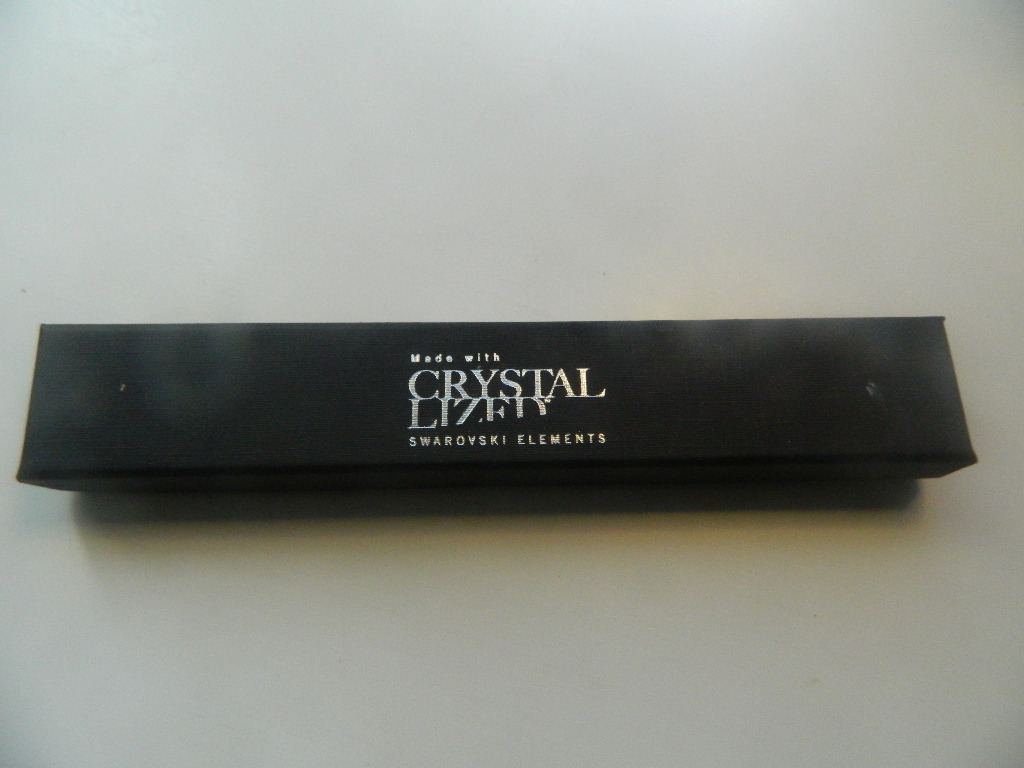 Made with
CRYSTAL
LIZED
SWAROVSKI ELEMENTS